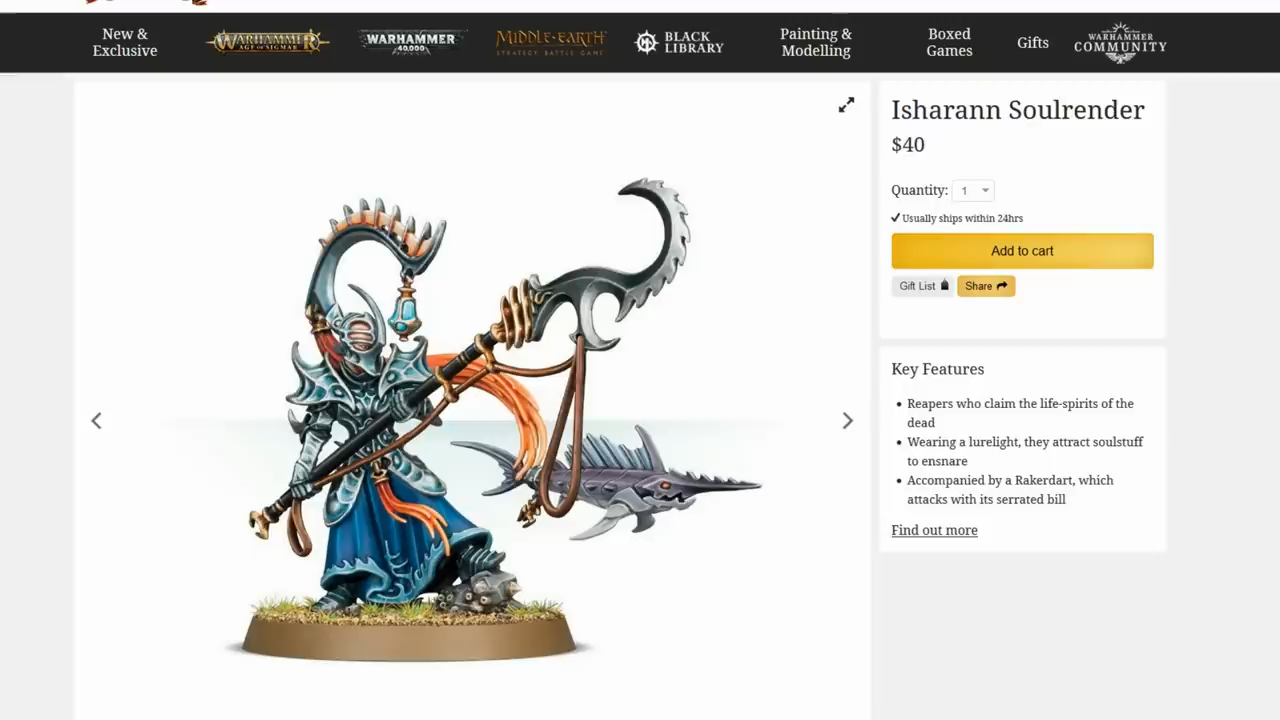 New &
Exclusive
WARHAMMER
AGE OF SIGMAR
WARHAMMER
40,000
MIDDLE-EARTH
STRATEGY BATTLE GAME
BLACK
LIBRARY
Painting &
Modelling
Boxed
Games
Gifts
WARHAMMER
COMMUNITY
Isharann Soulrender
$40
Quantity: 1
Usually ships within 24hrs
Add to cart
Gift List
Share
Key Features
Reapers who claim the life-spirits of the
dead
Wearing a lurelight, they attract soulstuff
to ensnare
Accompanied by a Rakerdart, which
attacks with its serrated bill
Find out more